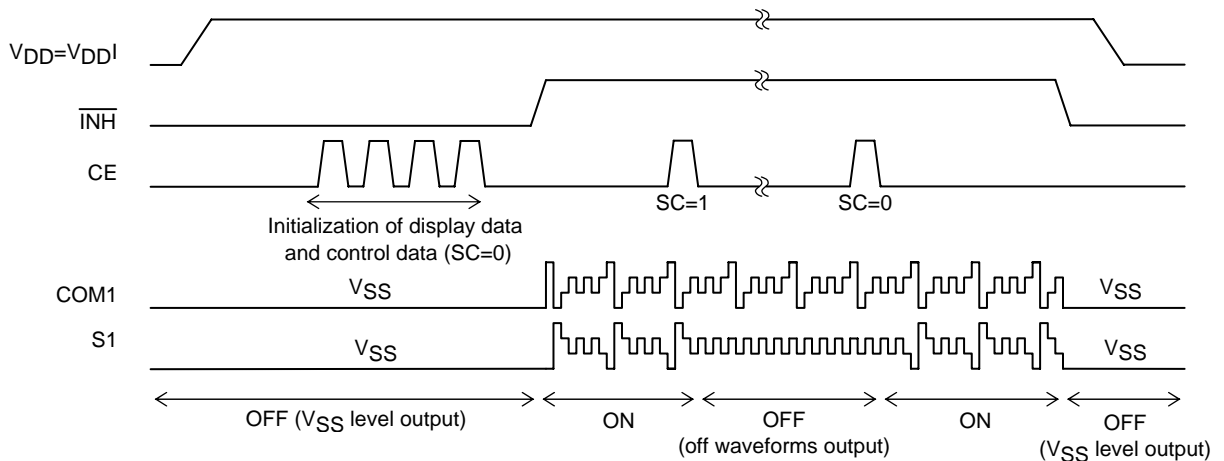 VDD=VDDI
INH
CE
SC=1
SC=0
Initialization of display data
and control data (SC=0)
COM1
VSS
VSS
S1
VSS
VSS
OFF (VSS level output)
ON
OFF
(off waveforms output)
ON
OFF
(VSS level output)